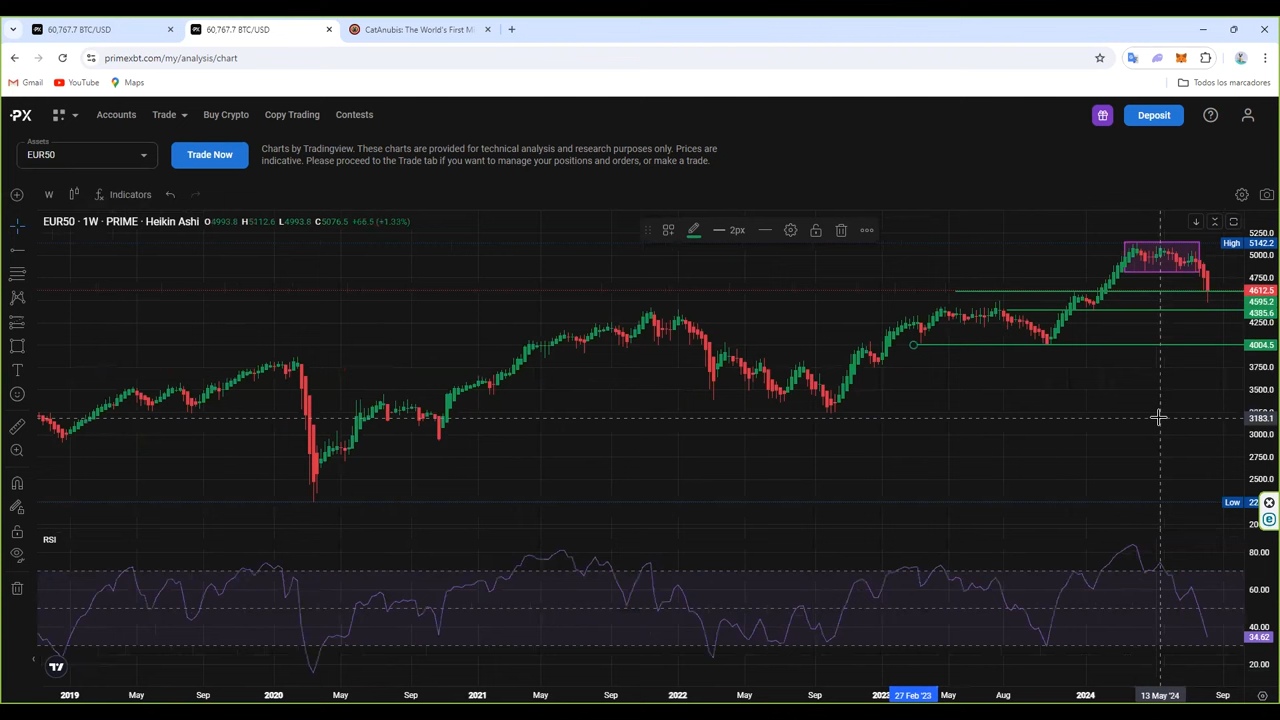 60,767.7 BTC/USD
60,767.7 BTC/USD
CatAnubis: The World's First M
primexbt.com/my/analysis/chart
Gmail
YouTube
Maps
Todos los marcadores
PX
Accounts
Trade
Buy Crypto
Copy Trading
Contests
Deposit
Assets
EUR50
Trade Now
Charts by Tradingview. These charts are provided for technical analysis and research purposes only. Prices are
indicative. Please proceed to the Trade tab if you want to manage your positions and orders, or make a trade.
W
Indicators
EUR50 · 1W · PRIME · Heikin Ashi O4993.8 H5112.6 L4993.8 C5076.5 +66.5 (+1.33%)
2px
5250.0
High 5142.2
5000.0
4750.0
4612.5
4595.2
4385.6
4250.0
4004.5
3750.0
3500.0
3183.1
3000.0
2750.0
2500.0
Low 22
20
RSI
80.00
60.00
40.00
34.62
20.00
2019 May Sep 2020 May Sep 2021 May Sep 2022 May Sep 2023 27 Feb '23 May Aug 2024 13 May '24 Sep